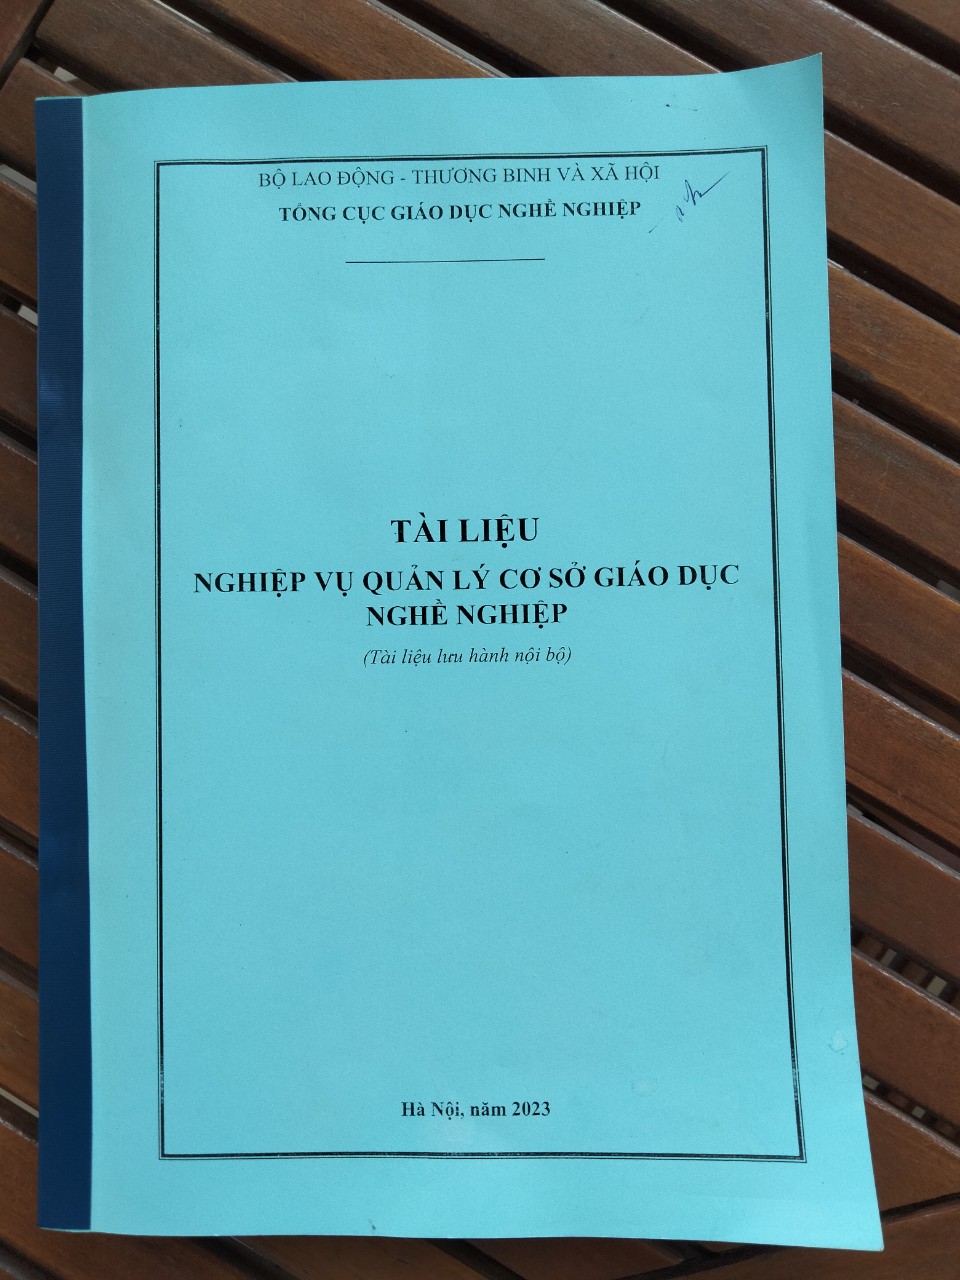 BỘ LAO ĐỘNG - THƯƠNG BINH VÀ XÃ HỘI
TỔNG CỤC GIÁO DỤC NGHỀ NGHIỆP
TÀI LIỆU
NGHIỆP VỤ QUẢN LÝ CƠ SỞ GIÁO DỤC
NGHỀ NGHIỆP
(Tài liệu lưu hành nội bộ)
Hà Nội, năm 2023